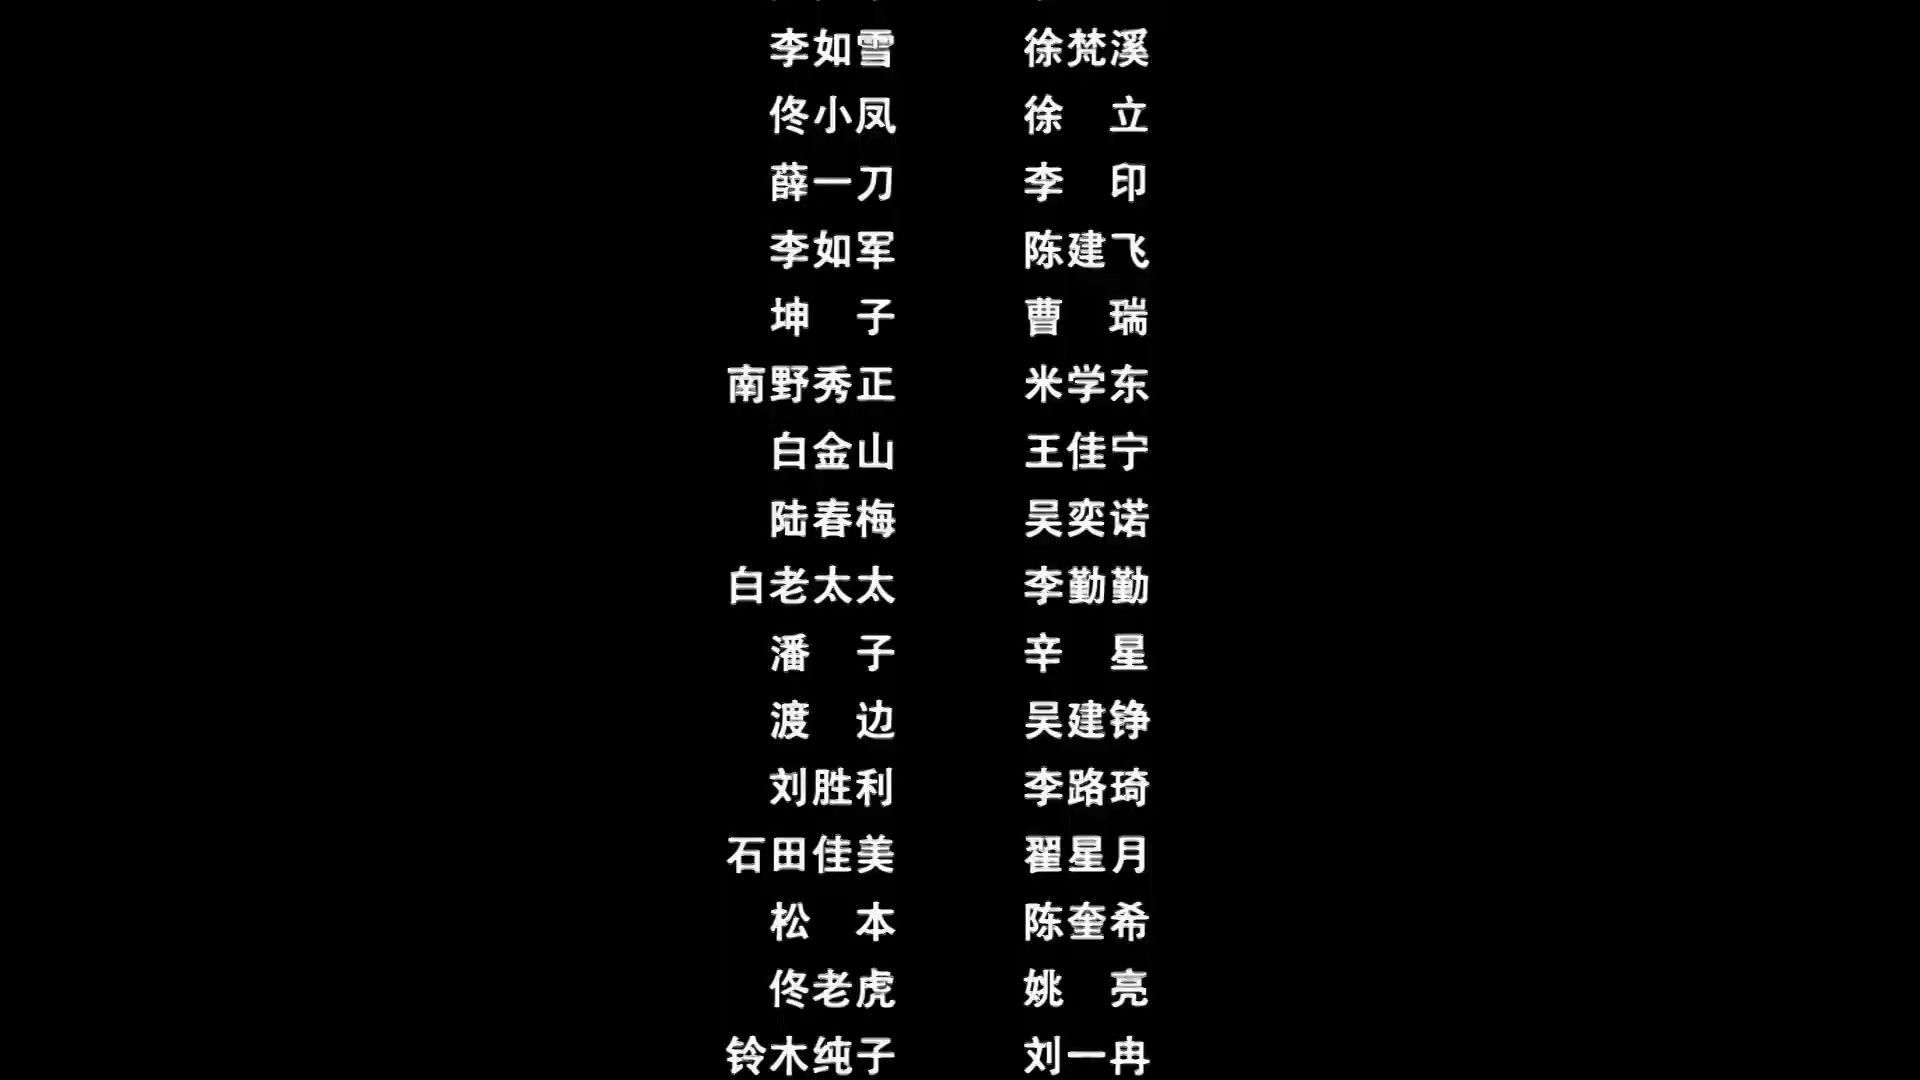 李如雪 徐梵溪
佟小凤 徐 立
薛一刀 李 印
李如军 陈建飞
坤 子 曹 瑞
南野秀正 米学东
白金山 王佳宁
陆春梅 吴奕诺
白老太太 李勤勤
潘 子 辛 星
渡 边 吴建铮
刘胜利 李路琦
石田佳美 翟星月
松 本 陈奎希
佟老虎 姚 亮
铃木纯子 刘一冉